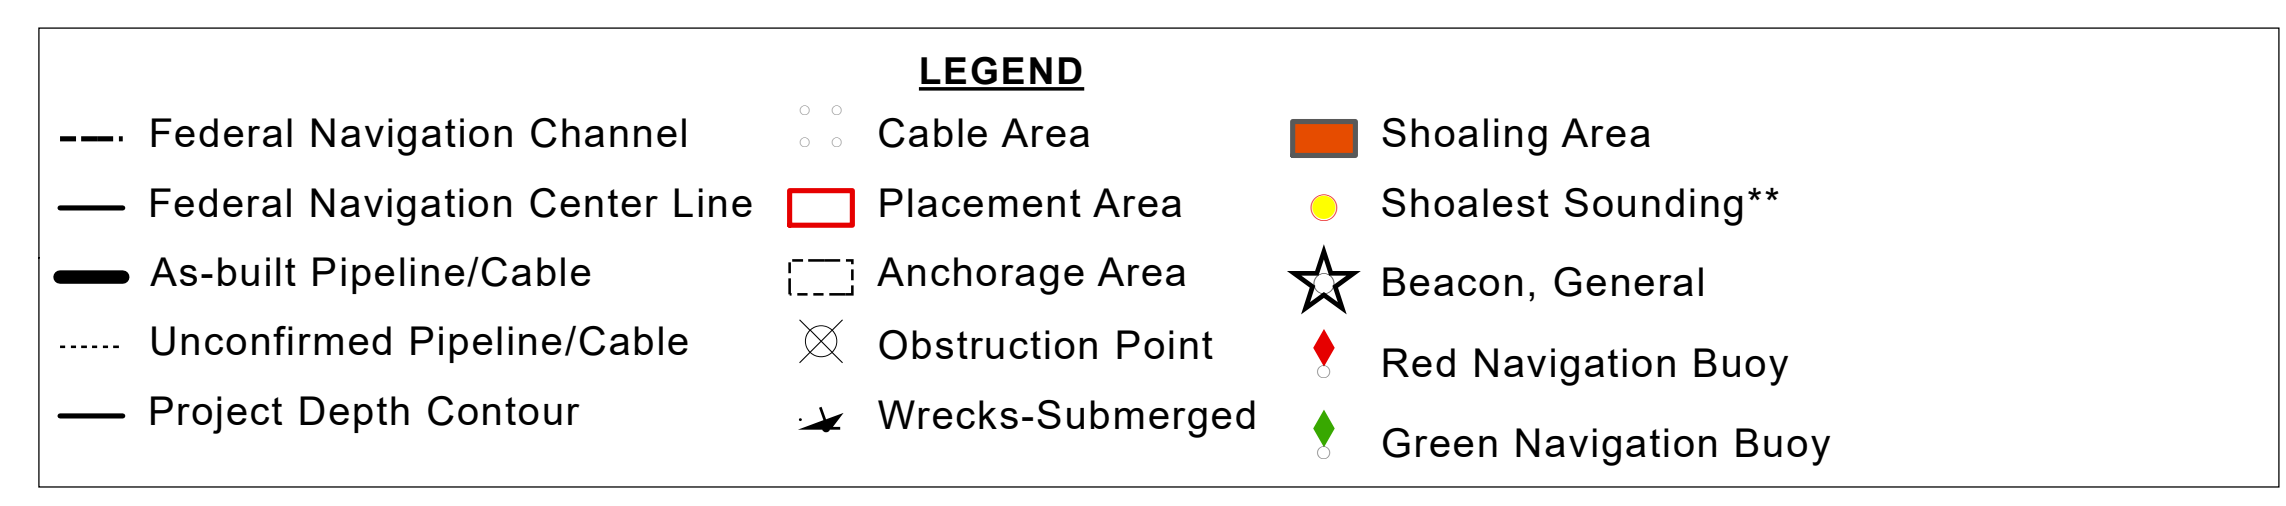 LEGEND
Federal Navigation Channel
Federal Navigation Center Line
As-built Pipeline/Cable
Unconfirmed Pipeline/Cable
Project Depth Contour
Cable Area
Placement Area
Anchorage Area
Obstruction Point
Wrecks-Submerged
Shoaling Area
Shoalest Sounding**
Beacon, General
Red Navigation Buoy
Green Navigation Buoy